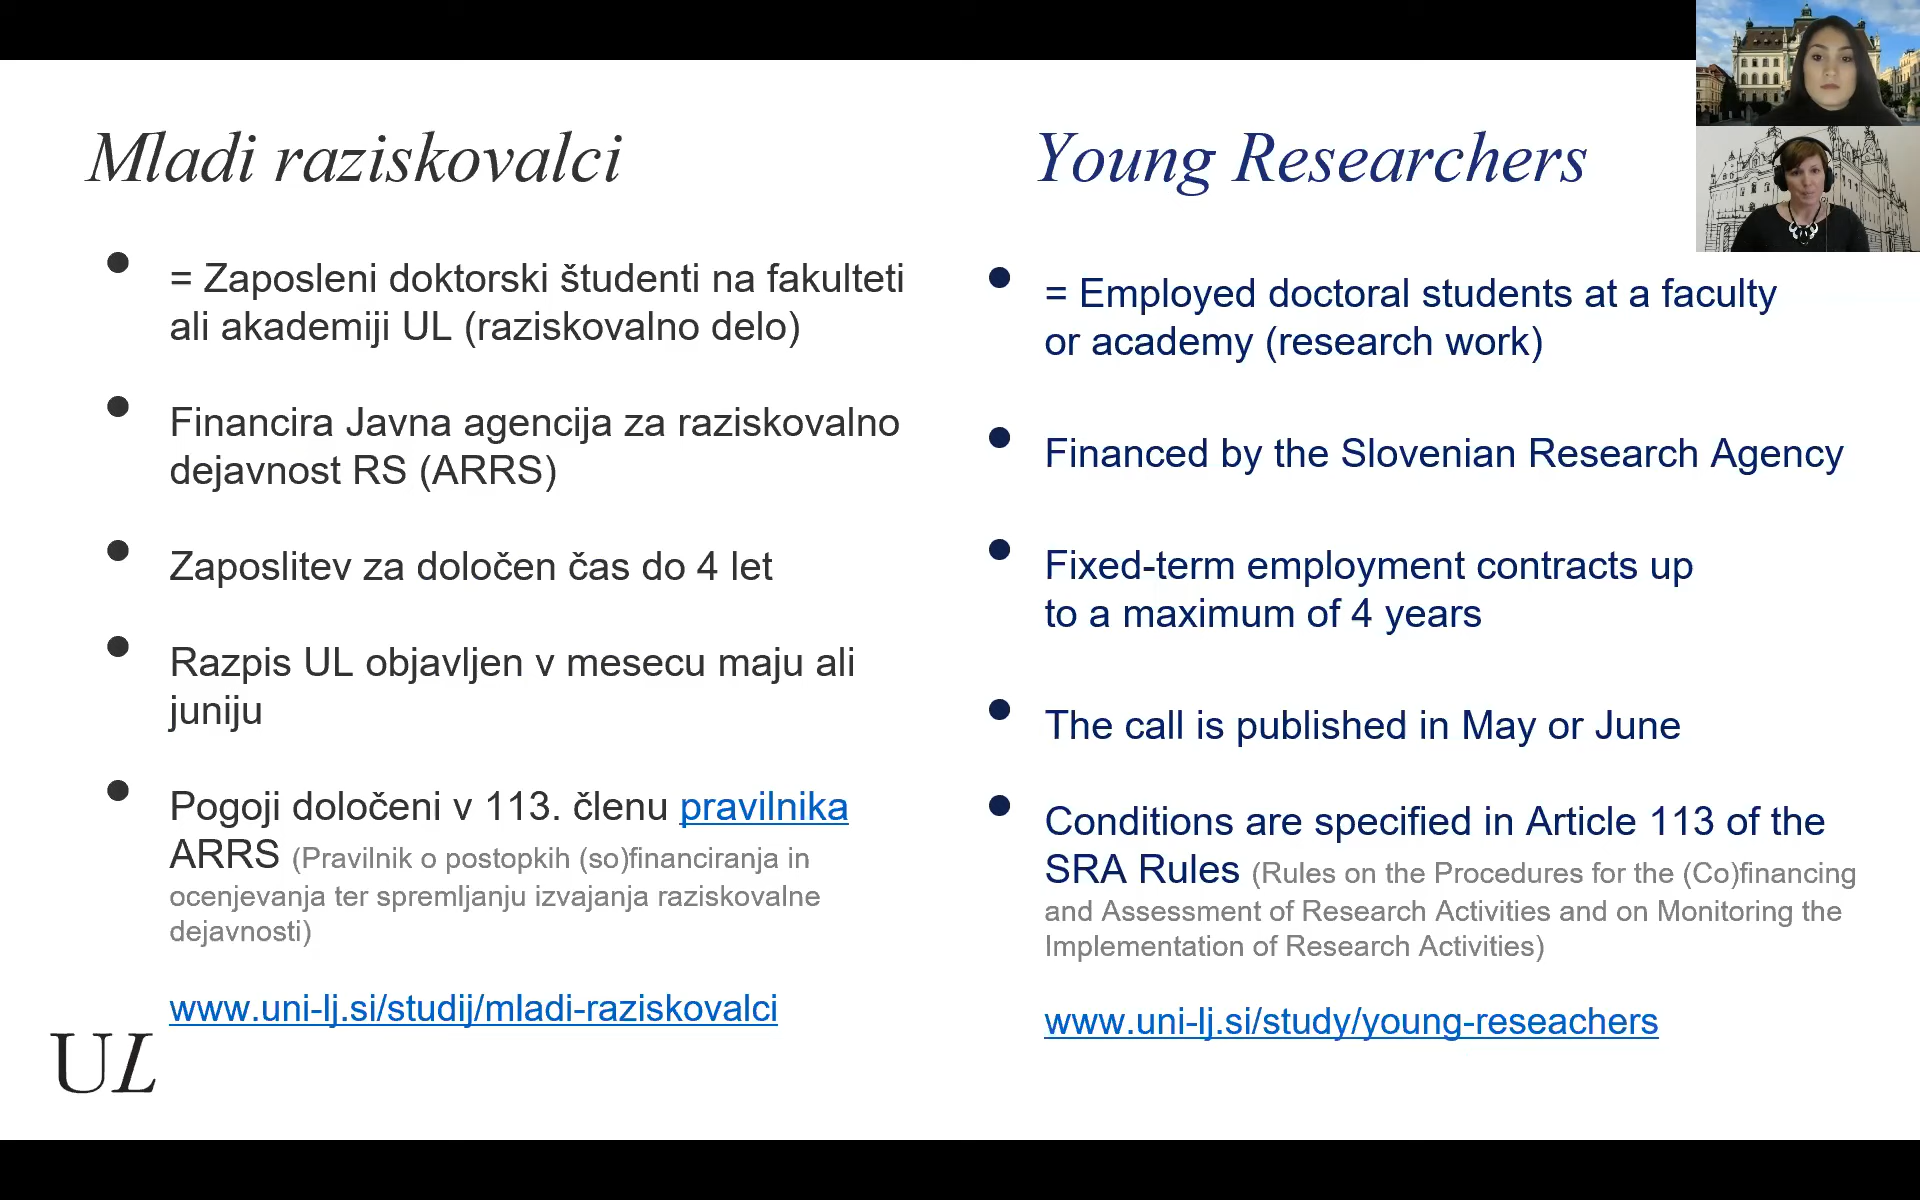 Mladi raziskovalci
= Zaposleni doktorski študenti na fakulteti
ali akademiji UL (raziskovalno delo)
Financira Javna agencija za raziskovalno
dejavnost RS (ARRS)
Zaposlitev za določen čas do 4 let
Razpis UL objavljen v mesecu maju ali
juniju
Pogoji določeni v 113. členu pravilnika
ARRS (Pravilnik o postopkih (so)financiranja in
ocenjevanja ter spremljanju izvajanja raziskovalne
dejavnosti)
www.uni-lj.si/studij/mladi-raziskovalci
UL
Young Researchers
= Employed doctoral students at a faculty
or academy (research work)
Financed by the Slovenian Research Agency
Fixed-term employment contracts up
to a maximum of 4 years
The call is published in May or June
Conditions are specified in Article 113 of the
SRA Rules (Rules on the Procedures for the (Co)financing
and Assessment of Research Activities and on Monitoring the
Implementation of Research Activities)
www.uni-lj.si/study/young-reseachers